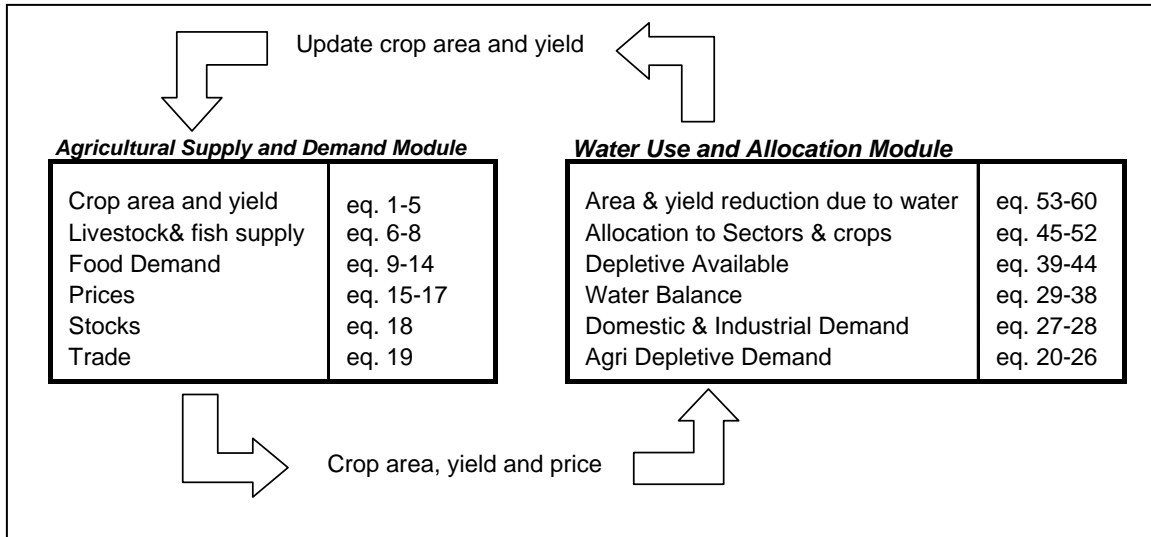 Update crop area and yield
Agricultural Supply and Demand Module
Crop area and yield eq. 1-5
Livestock& fish supply eq. 6-8
Food Demand eq. 9-14
Prices eq. 15-17
Stocks eq. 18
Trade eq. 19
Water Use and Allocation Module
Area & yield reduction due to water eq. 53-60
Allocation to Sectors & crops eq. 45-52
Depletive Available eq. 39-44
Water Balance eq. 29-38
Domestic & Industrial Demand eq. 27-28
Agri Depletive Demand eq. 20-26
Crop area, yield and price